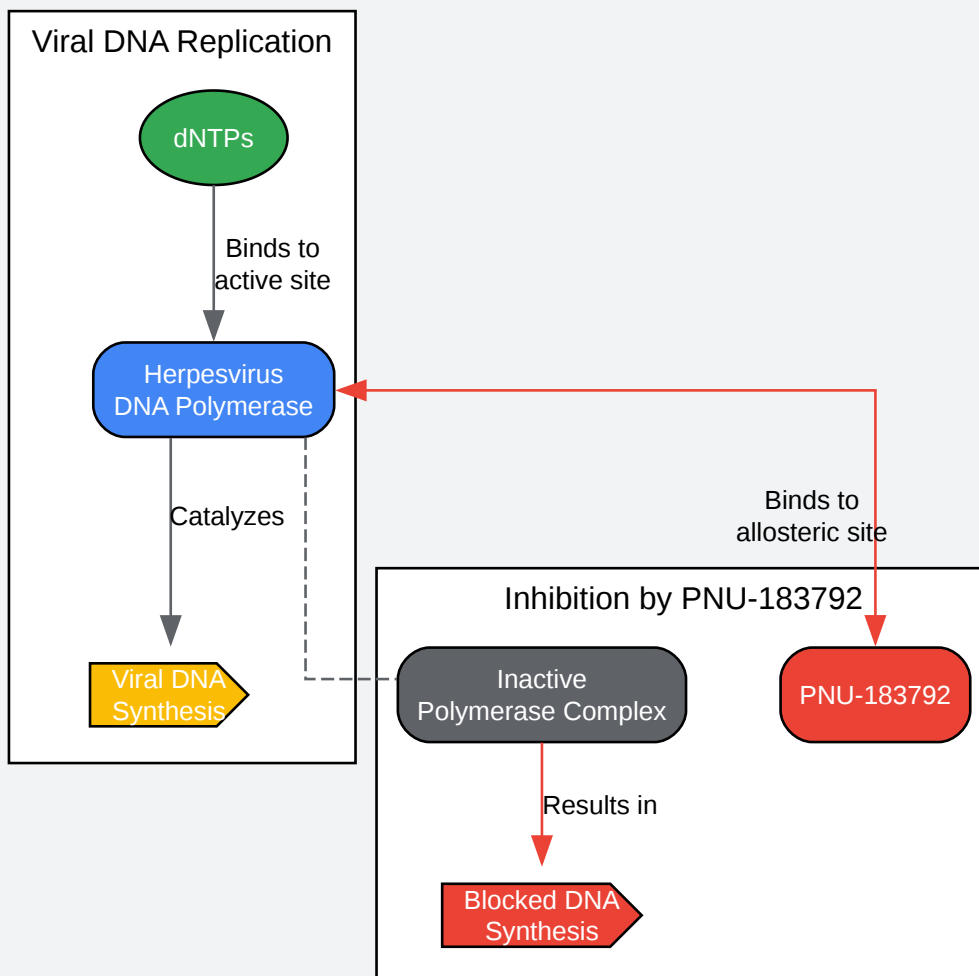 Viral DNA Replication
dNTPs
Binds to
active site
Herpesvirus
DNA Polymerase
Catalyzes
Viral DNA
Synthesis
Binds to
allosteric site
Inhibition by PNU-183792
Inactive
Polymerase Complex
PNU-183792
Results in
Blocked DNA
Synthesis